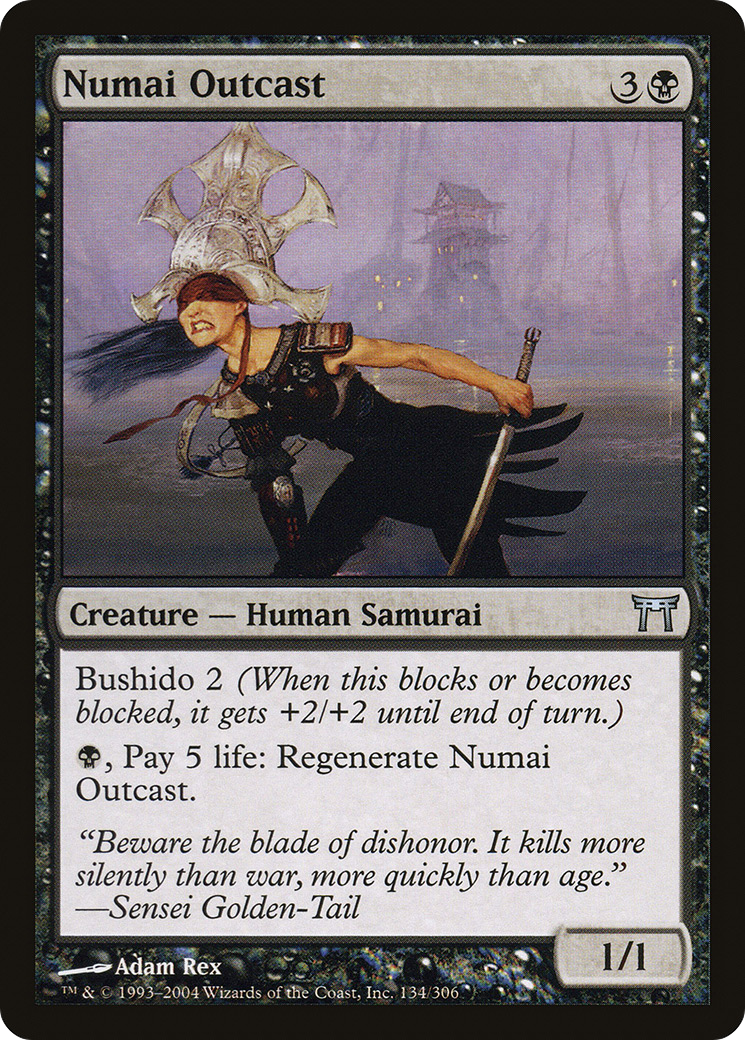 Numai Outcast 3
Creature — Human Samurai
Bushido 2 (When this blocks or becomes
blocked, it gets +2/+2 until end of turn.)
, Pay 5 life: Regenerate Numai
Outcast.
“Beware the blade of dishonor. It kills more
silently than war, more quickly than age.”
—Sensei Golden-Tail
1/1
Adam Rex
™ & © 1993–2004 Wizards of the Coast, Inc. 134/306